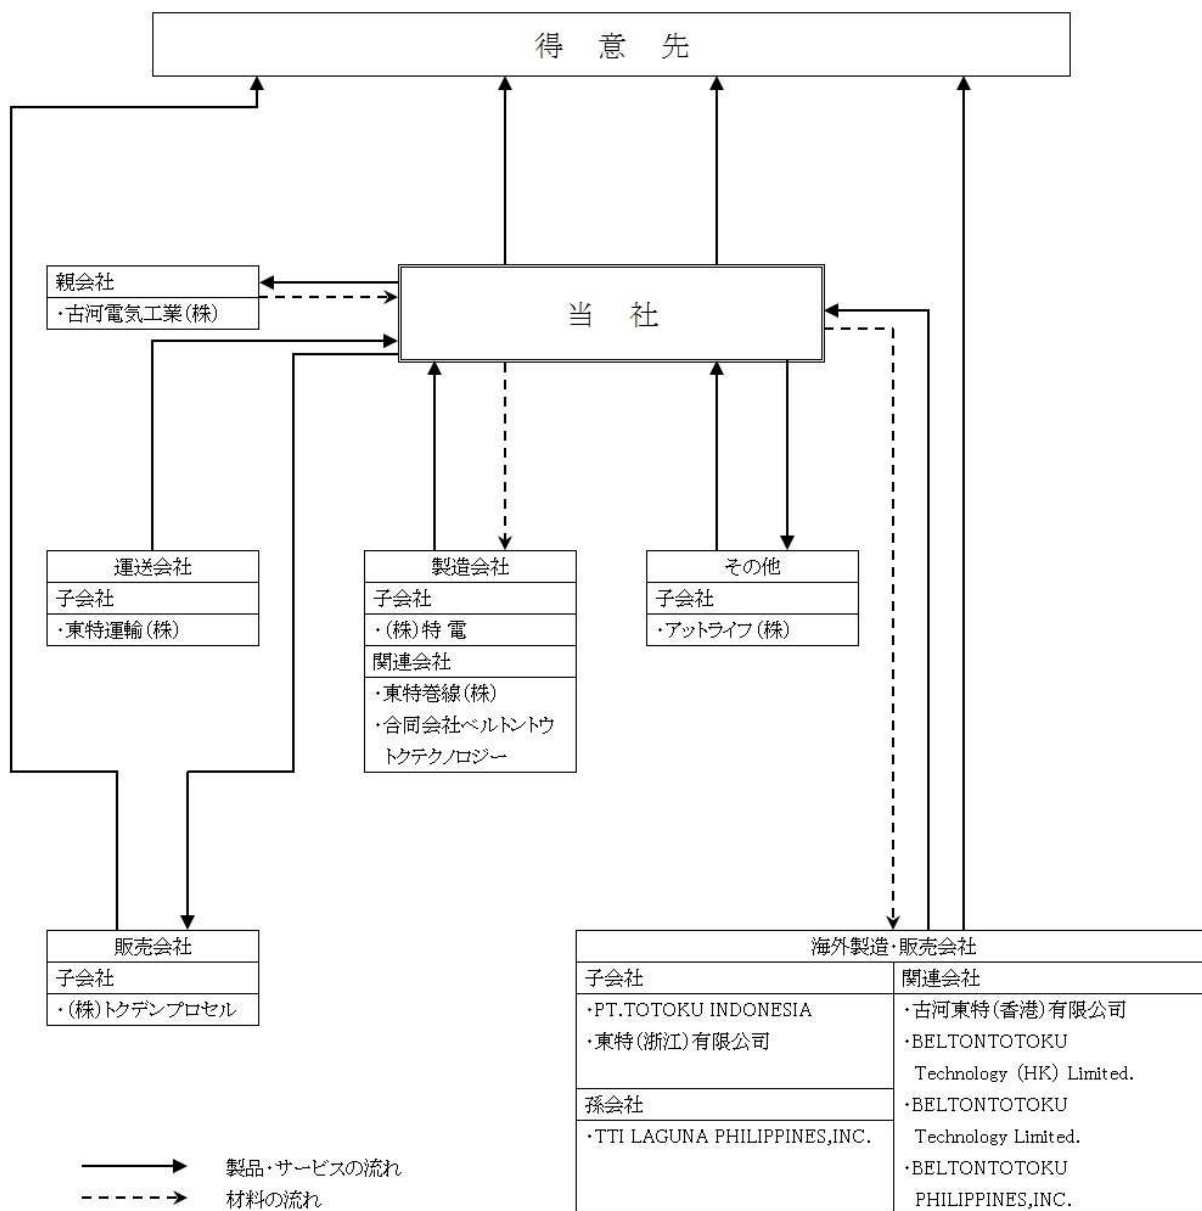 得 意 先
親会社
・古河電気工業(株)
当 社
運送会社
子会社
・東特運輸(株)
製造会社
子会社
・(株)特 電
関連会社
・東特巻線(株)
・合同会社ベルトントウ
トクテクノロジー
その他
子会社
・アットライフ(株)
販売会社
子会社
・(株)トクデンプロセル
海外製造・販売会社
子会社
・PT.TOTOKU INDONESIA
・東特(浙江)有限公司
孫会社
・TTI LAGUNA PHILIPPINES,INC.
関連会社
・古河東特(香港)有限公司
・BELTONTOTOKU
Technology (HK) Limited.
・BELTONTOTOKU
Technology Limited.
・BELTONTOTOKU
PHILIPPINES,INC.
製品・サービスの流れ
材料の流れ